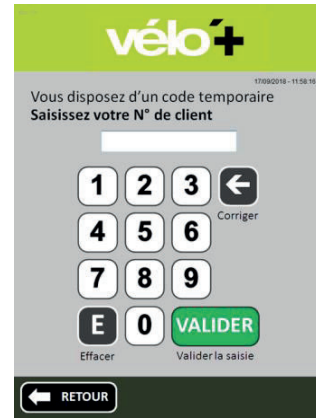 vélo'+
17/09/2018 - 11:58:16
Vous disposez d'un code temporaire
Saisissez votre N° de client
1 2 3
Corriger
4 5 6
7 8 9
E 0 VALIDER
Effacer Valider la saisie
RETOUR